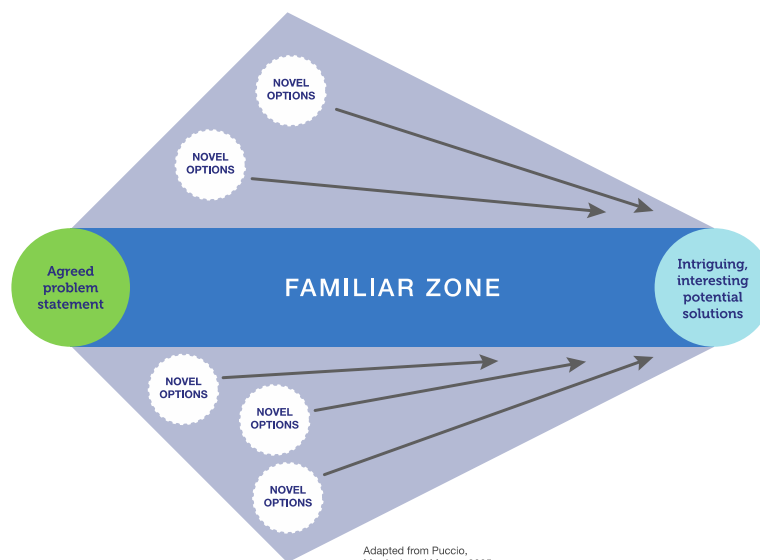 NOVEL
OPTIONS
NOVEL
OPTIONS
Agreed
problem
statement
FAMILIAR ZONE
Intriguing,
interesting
potential
solutions
NOVEL
OPTIONS
NOVEL
OPTIONS
NOVEL
OPTIONS
Adapted from Puccio,